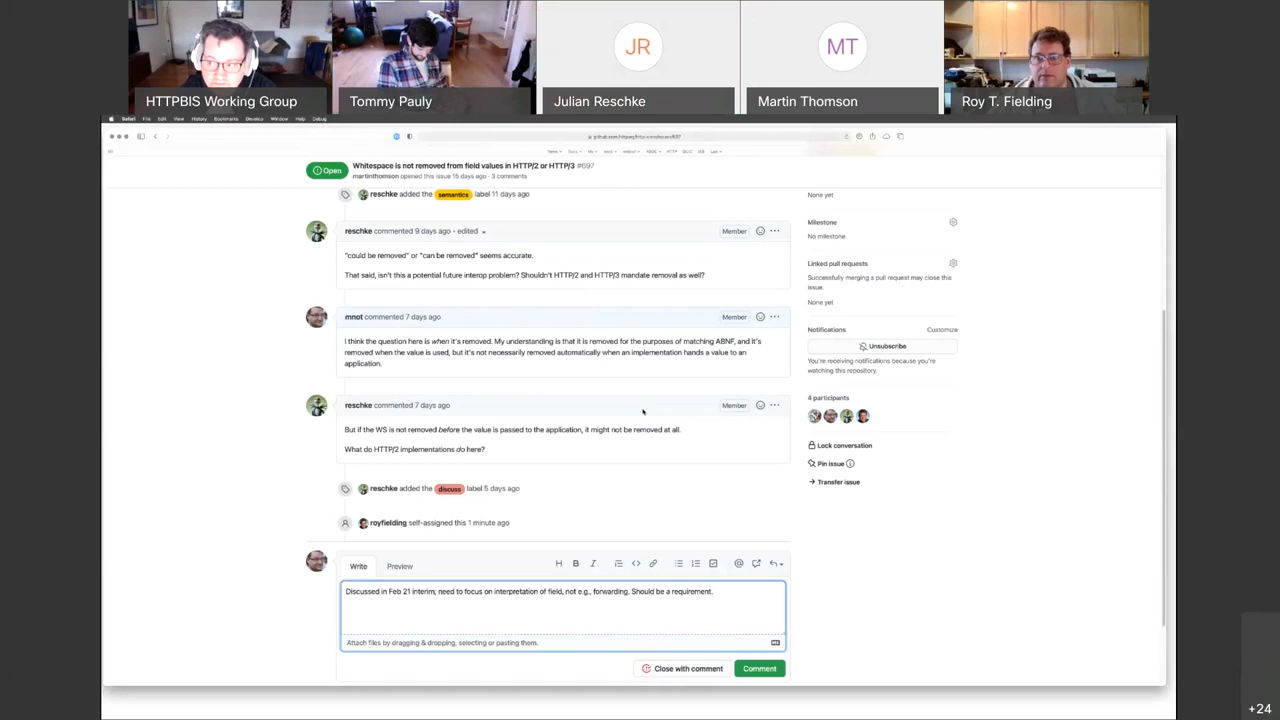 JR
MT
HTTPBIS Working Group
Tommy Pauly
Julian Reschke
Martin Thomson
Roy T. Fielding
Safari File Edit View History Bookmarks Develop Window Help Debug
Open
Whitespace is not removed from field values in HTTP/2 or HTTP/3 #697
martinthomson opened this issue 15 days ago · 3 comments
reschke added the semantics label 11 days ago
None yet
Milestone
No milestone
Linked pull requests
Successfully merging a pull request may close this
issue.
None yet
Notifications
Customize
Unsubscribe
You're receiving notifications because you're
watching this repository.
4 participants
Lock conversation
Pin issue
Transfer issue
reschke commented 9 days ago · edited
Member
"could be removed" or "can be removed" seems accurate.
That said, isn't this a potential future interop problem? Shouldn't HTTP/2 and HTTP/3 mandate removal as well?
mnot commented 7 days ago
Member
I think the question here is when it's removed. My understanding is that it is removed for the purposes of matching ABNF, and it's
removed when the value is used, but it's not necessarily removed automatically when an implementation hands a value to an
application.
reschke commented 7 days ago
Member
But if the WS is not removed before the value is passed to the application, it might not be removed at all.
What do HTTP/2 implementations do here?
reschke added the discuss label 5 days ago
royfielding self-assigned this 1 minute ago
Write
Preview
Discussed in Feb 21 interim; need to focus on interpretation of field, not e.g., forwarding. Should be a requirement.
Attach files by dragging & dropping, selecting or pasting them.
Close with comment
Comment
+24